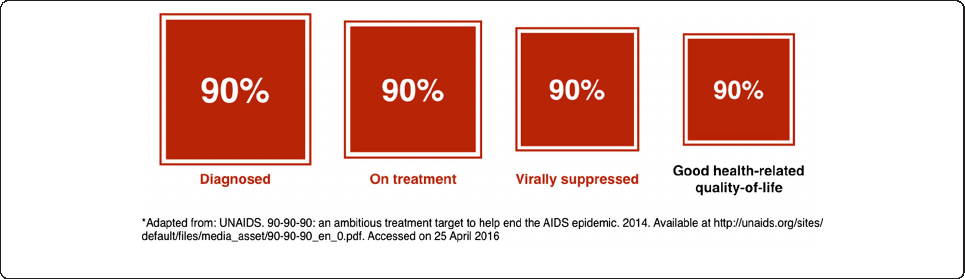 90% 90% 90% 90%
Diagnosed On treatment Virally suppressed Good health-related
quality-of-life
*Adapted from: UNAIDS. 90-90-90: an ambitious treatment target to help end the AIDS epidemic. 2014. Available at http://unaids.org/sites/
default/files/media_asset/90-90-90_en_0.pdf. Accessed on 25 April 2016